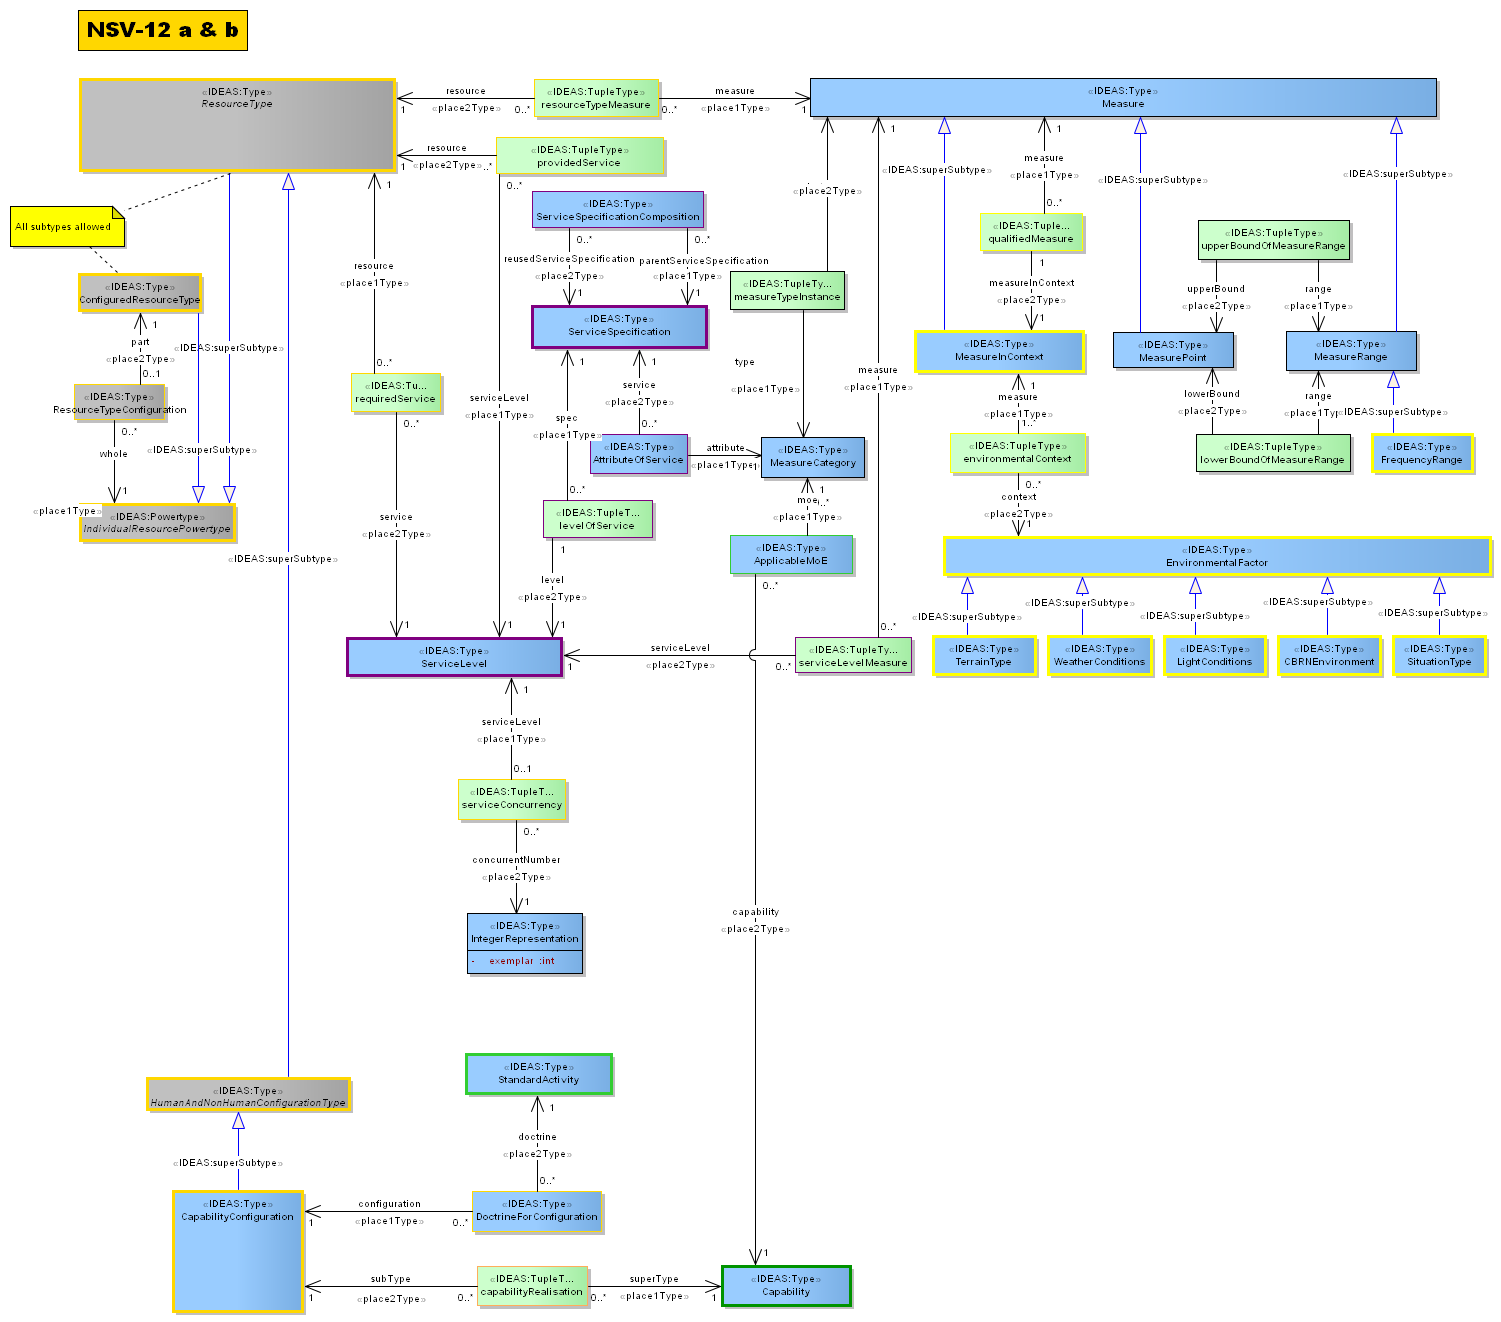 NSV-12 a & b
«IDEAS:Type»
ResourceType
resource
«place2Type»
1
0..*
«IDEAS:TupleType»
resourceTypeMeasure
0..*
measure
«place1Type»
1
«IDEAS:Type»
Measure
resource
«place2Type»
1
..*
«IDEAS:TupleType»
providedService
0..*
All subtypes allowed
«IDEAS:Type»
ServiceSpecificationComposition
0..*
0..*
reusedServiceSpecification
«place2Type»
1
parentServiceSpecification
«place1Type»
1
«IDEAS:Type»
ServiceSpecification
«place2Type»
«IDEAS:TupleTy...
measureTypeInstance
type
«place1Type»
1
measure
«place1Type»
0..*
«IDEAS:superSubtype»
1
measure
«place1Type»
0..*
«IDEAS:Tuple...
qualifiedMeasure
1
measureInContext
«place2Type»
1
«IDEAS:superSubtype»
«IDEAS:superSubtype»
«IDEAS:TupleType»
upperBoundOfMeasureRange
upperBound
«place2Type»
range
«place1Type»
«IDEAS:Type»
MeasureInContext
«IDEAS:Type»
MeasurePoint
«IDEAS:Type»
MeasureRange
lowerBound
«place2Type»
range
«place1Type
«IDEAS:superSubtype»
«IDEAS:TupleType»
lowerBoundOfMeasureRange
«IDEAS:Type»
FrequencyRange
1
measure
«place1Type»
1..*
«IDEAS:TupleType»
environmentalContext
0..*
context
«place2Type»
1
«IDEAS:Type»
EnvironmentalFactor
«IDEAS:superSubtype»
«IDEAS:superSubtype»
«IDEAS:superSubtype»
«IDEAS:superSubtype»
«IDEAS:superSubtype»
«IDEAS:Type»
TerrainType
«IDEAS:Type»
WeatherConditions
«IDEAS:Type»
LightConditions
«IDEAS:Type»
CBRNEnvironment
«IDEAS:Type»
SituationType
«IDEAS:Type»
ConfiguredResourceType
1
part
«place2Type»
0..1
«IDEAS:Type»
ResourceTypeConfiguration
0..*
whole
1
«place1Type»
«IDEAS:Powertype»
IndividualResourcePowertype
«IDEAS:superSubtype»
«IDEAS:superSubtype»
«IDEAS:superSubtype»
1
resource
«place1Type»
0..*
«IDEAS:Tu...
requiredService
0..*
service
«place2Type»
1
serviceLevel
«place1Type»
1
1
spec
«place1Type»
0..*
1
service
«place2Type»
0..*
«IDEAS:Type»
AttributeOfService
attribute
«place1Type»
«IDEAS:Type»
MeasureCategory
1
moe
..*
«place1Type»
«IDEAS:Type»
ApplicableMoE
0..*
«IDEAS:TupleT...
levelOfService
1
level
«place2Type»
1
«IDEAS:Type»
ServiceLevel
serviceLevel
«place2Type»
1
0..*
«IDEAS:TupleTy...
serviceLevelMeasure
1
serviceLevel
«place1Type»
0..1
«IDEAS:TupleT...
serviceConcurrency
0..*
concurrentNumber
«place2Type»
1
«IDEAS:Type»
IntegerRepresentation
- exemplar :int
capability
«place2Type»
1
«IDEAS:Type»
HumanAndNonHumanConfigurationType
«IDEAS:superSubtype»
«IDEAS:Type»
StandardActivity
1
doctrine
«place2Type»
0..*
«IDEAS:Type»
CapabilityConfiguration
configuration
«place1Type»
1
0..*
«IDEAS:Type»
DoctrineForConfiguration
subType
«place2Type»
1
0..*
«IDEAS:TupleT...
capabilityRealisation
0..*
superType
«place1Type»
1
«IDEAS:Type»
Capability